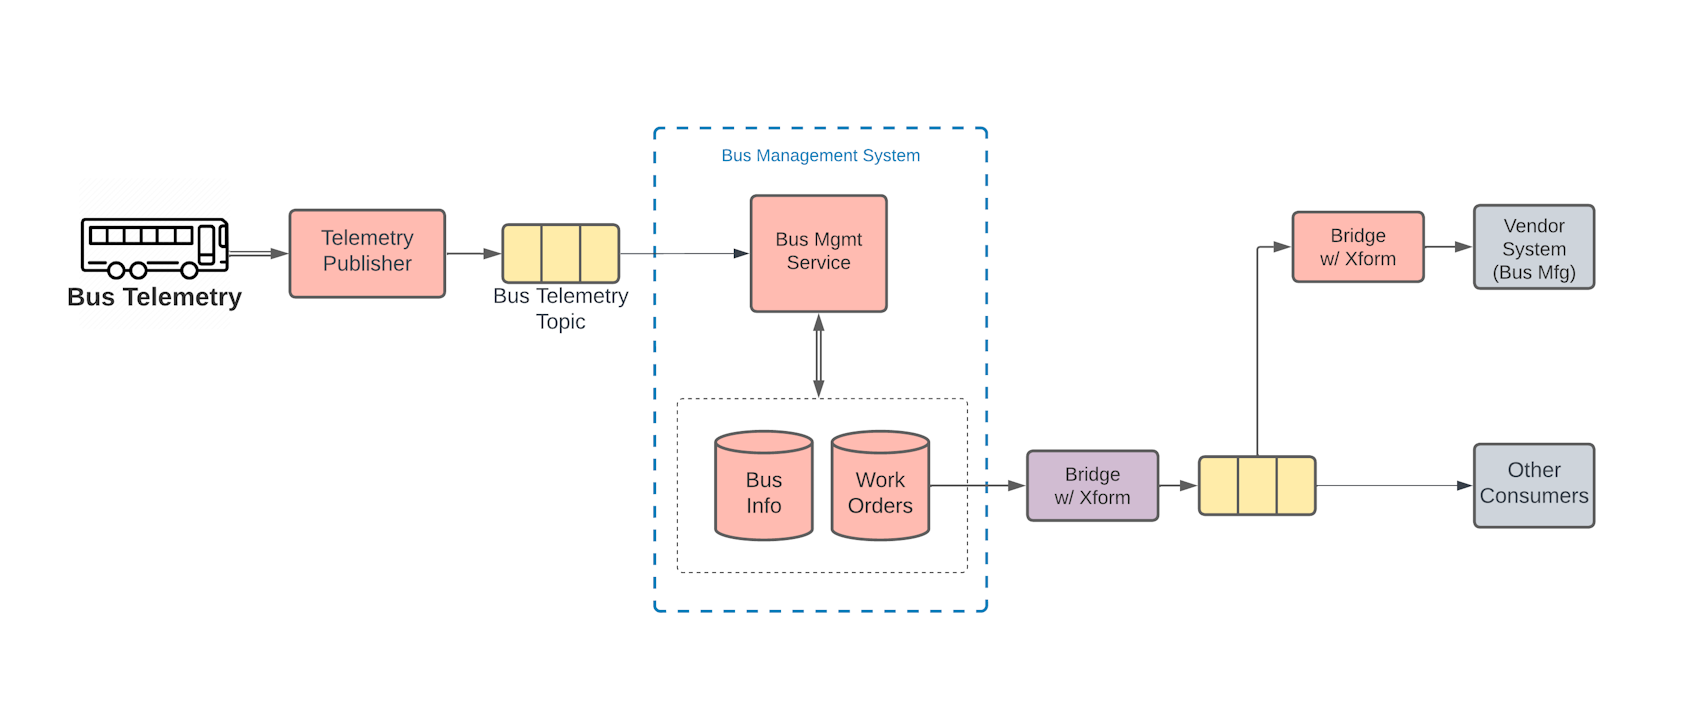 Bus Management System
Bus Telemetry
Telemetry
Publisher
Bus Telemetry
Topic
Bus Mgmt
Service
Bus
Info
Work
Orders
Bridge
w/ Xform
Bridge
w/ Xform
Vendor
System
(Bus Mfg)
Other
Consumers